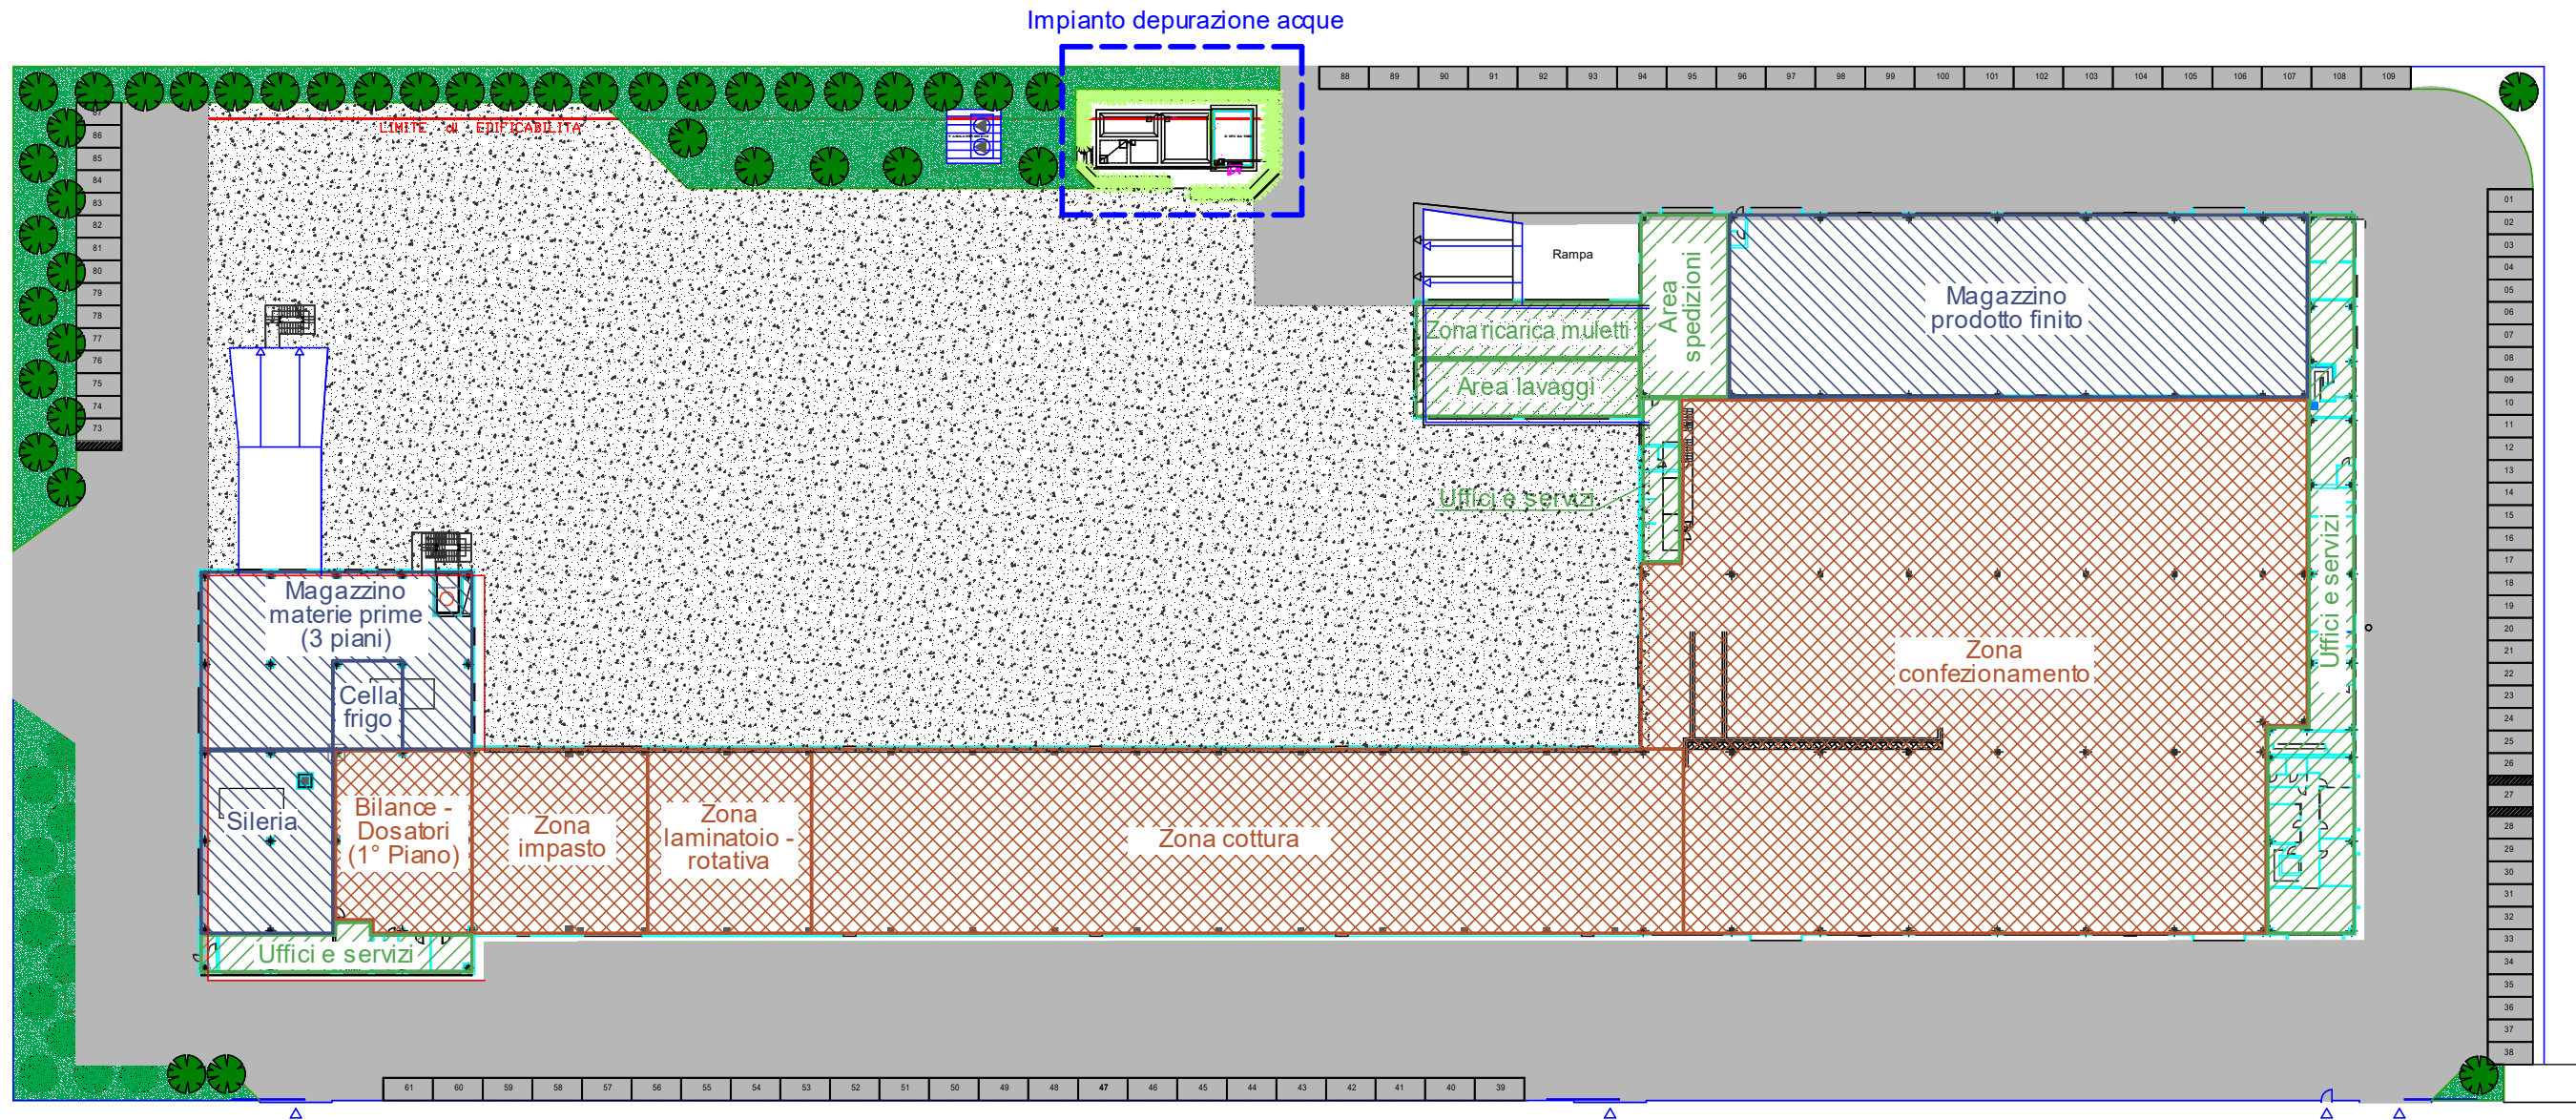 Impianto depurazione acque
88 89 90 91 92 93 94 95 96 97 98 99 100 101 102 103 104 105 106 107 108 109
LIMITE di EDIFICABILITA'
87
86
85
84
83
82
81
80
79
78
77
76
75
74
73
Rampa
Zona ricarica muletti
Area lavaggi
Area
spedizioni
Magazzino
prodotto finito
Uffici e servizi
Uffici e servizi
Zona
confezionamento
Magazzino
materie prime
(3 piani)
Cella
frigo
Sileria
Bilance -
Dosatori
(1° Piano)
Zona
impasto
Zona
laminatoio -
rotativa
Zona cottura
Uffici e servizi
01
02
03
04
05
06
07
08
09
10
11
12
13
14
15
16
17
18
19
20
21
22
23
24
25
26
27
28
29
30
31
32
33
34
35
36
37
38
61 60 59 58 57 56 55 54 53 52 51 50 49 48 47 46 45 44 43 42 41 40 39